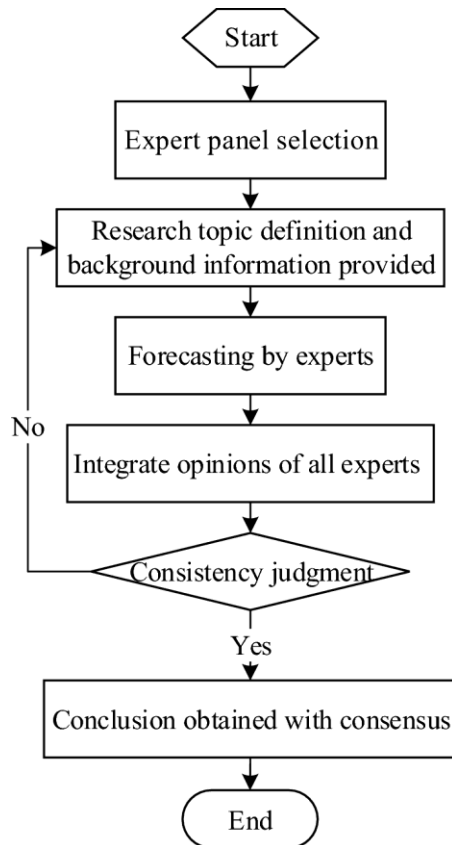 Start
Expert panel selection
Research topic definition and
background information provided
Forecasting by experts
No
Integrate opinions of all experts
Consistency judgment
Yes
Conclusion obtained with consensus
End